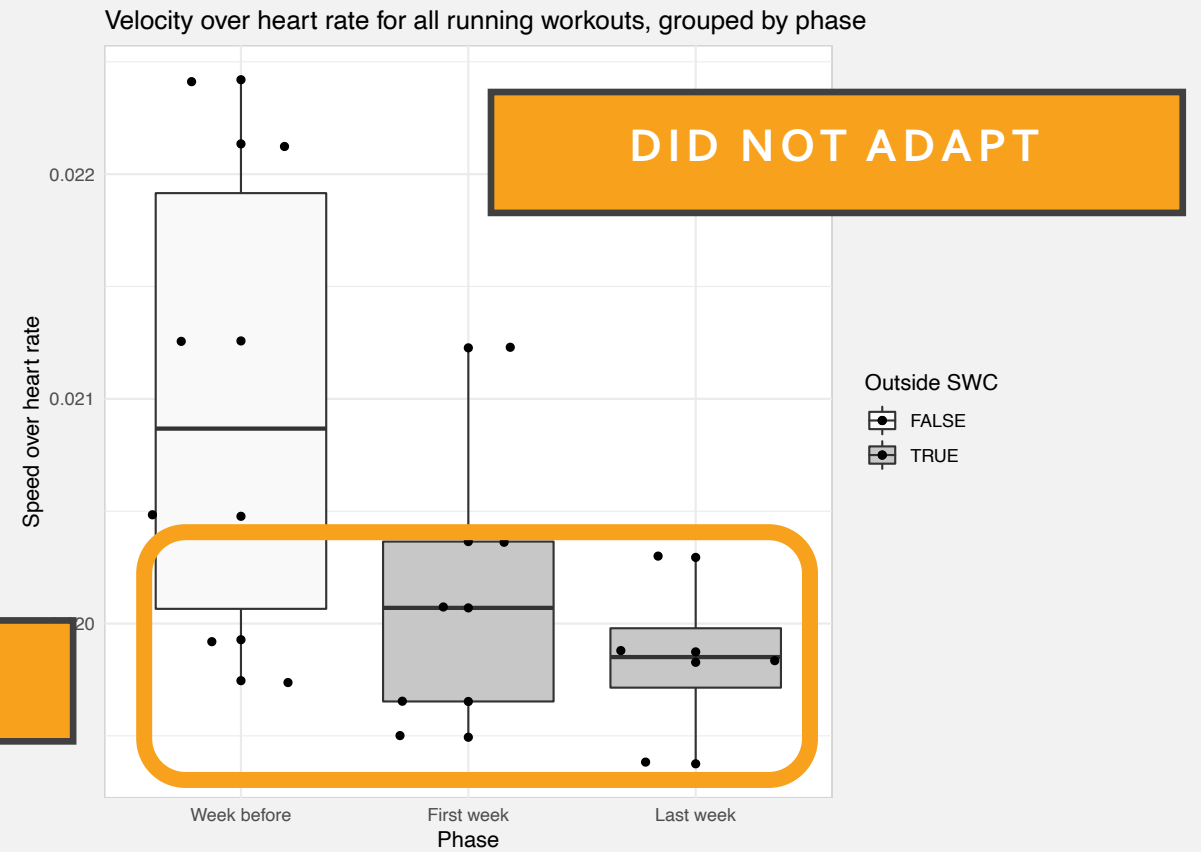 Velocity over heart rate for all running workouts, grouped by phase
DID NOT ADAPT
0.022
0.021
20
Speed over heart rate
Outside SWC
FALSE
TRUE
Week before
First week
Last week
Phase